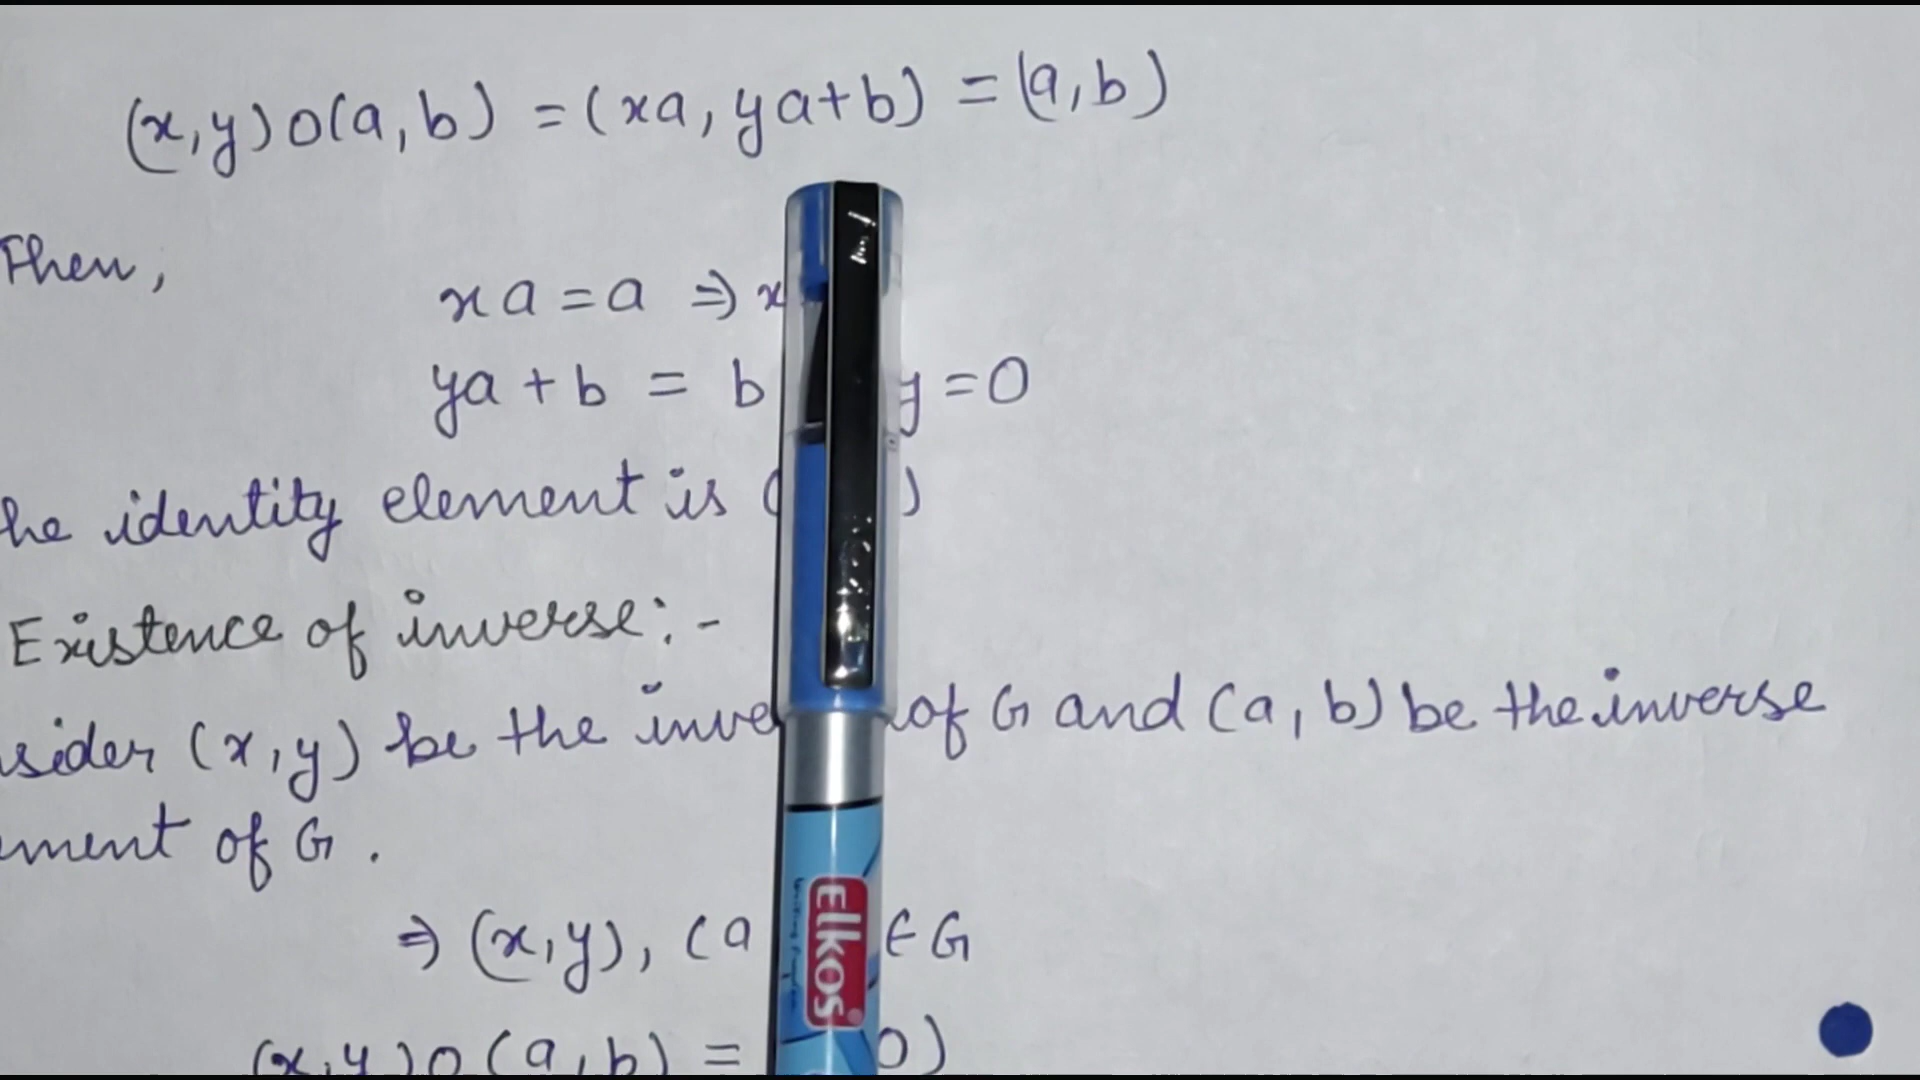 (x,y)o(a,b) = (xa, ya+b) = (a,b)
Then,
xa = a ⇒ x
ya + b = b y = 0
he identity element is ( )
Existence of inverse:-
sider (x,y) be the inve of G and (a,b) be the inverse
ment of G.
⇒ (x,y), (a ∈ G
(x,y)o(a,b) = 0)
Elkos